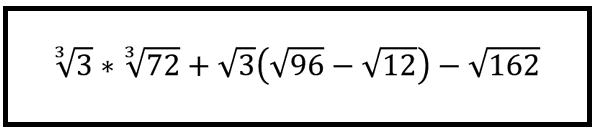 ∛3 * ∛72 + √3(√96 − √12) − √162